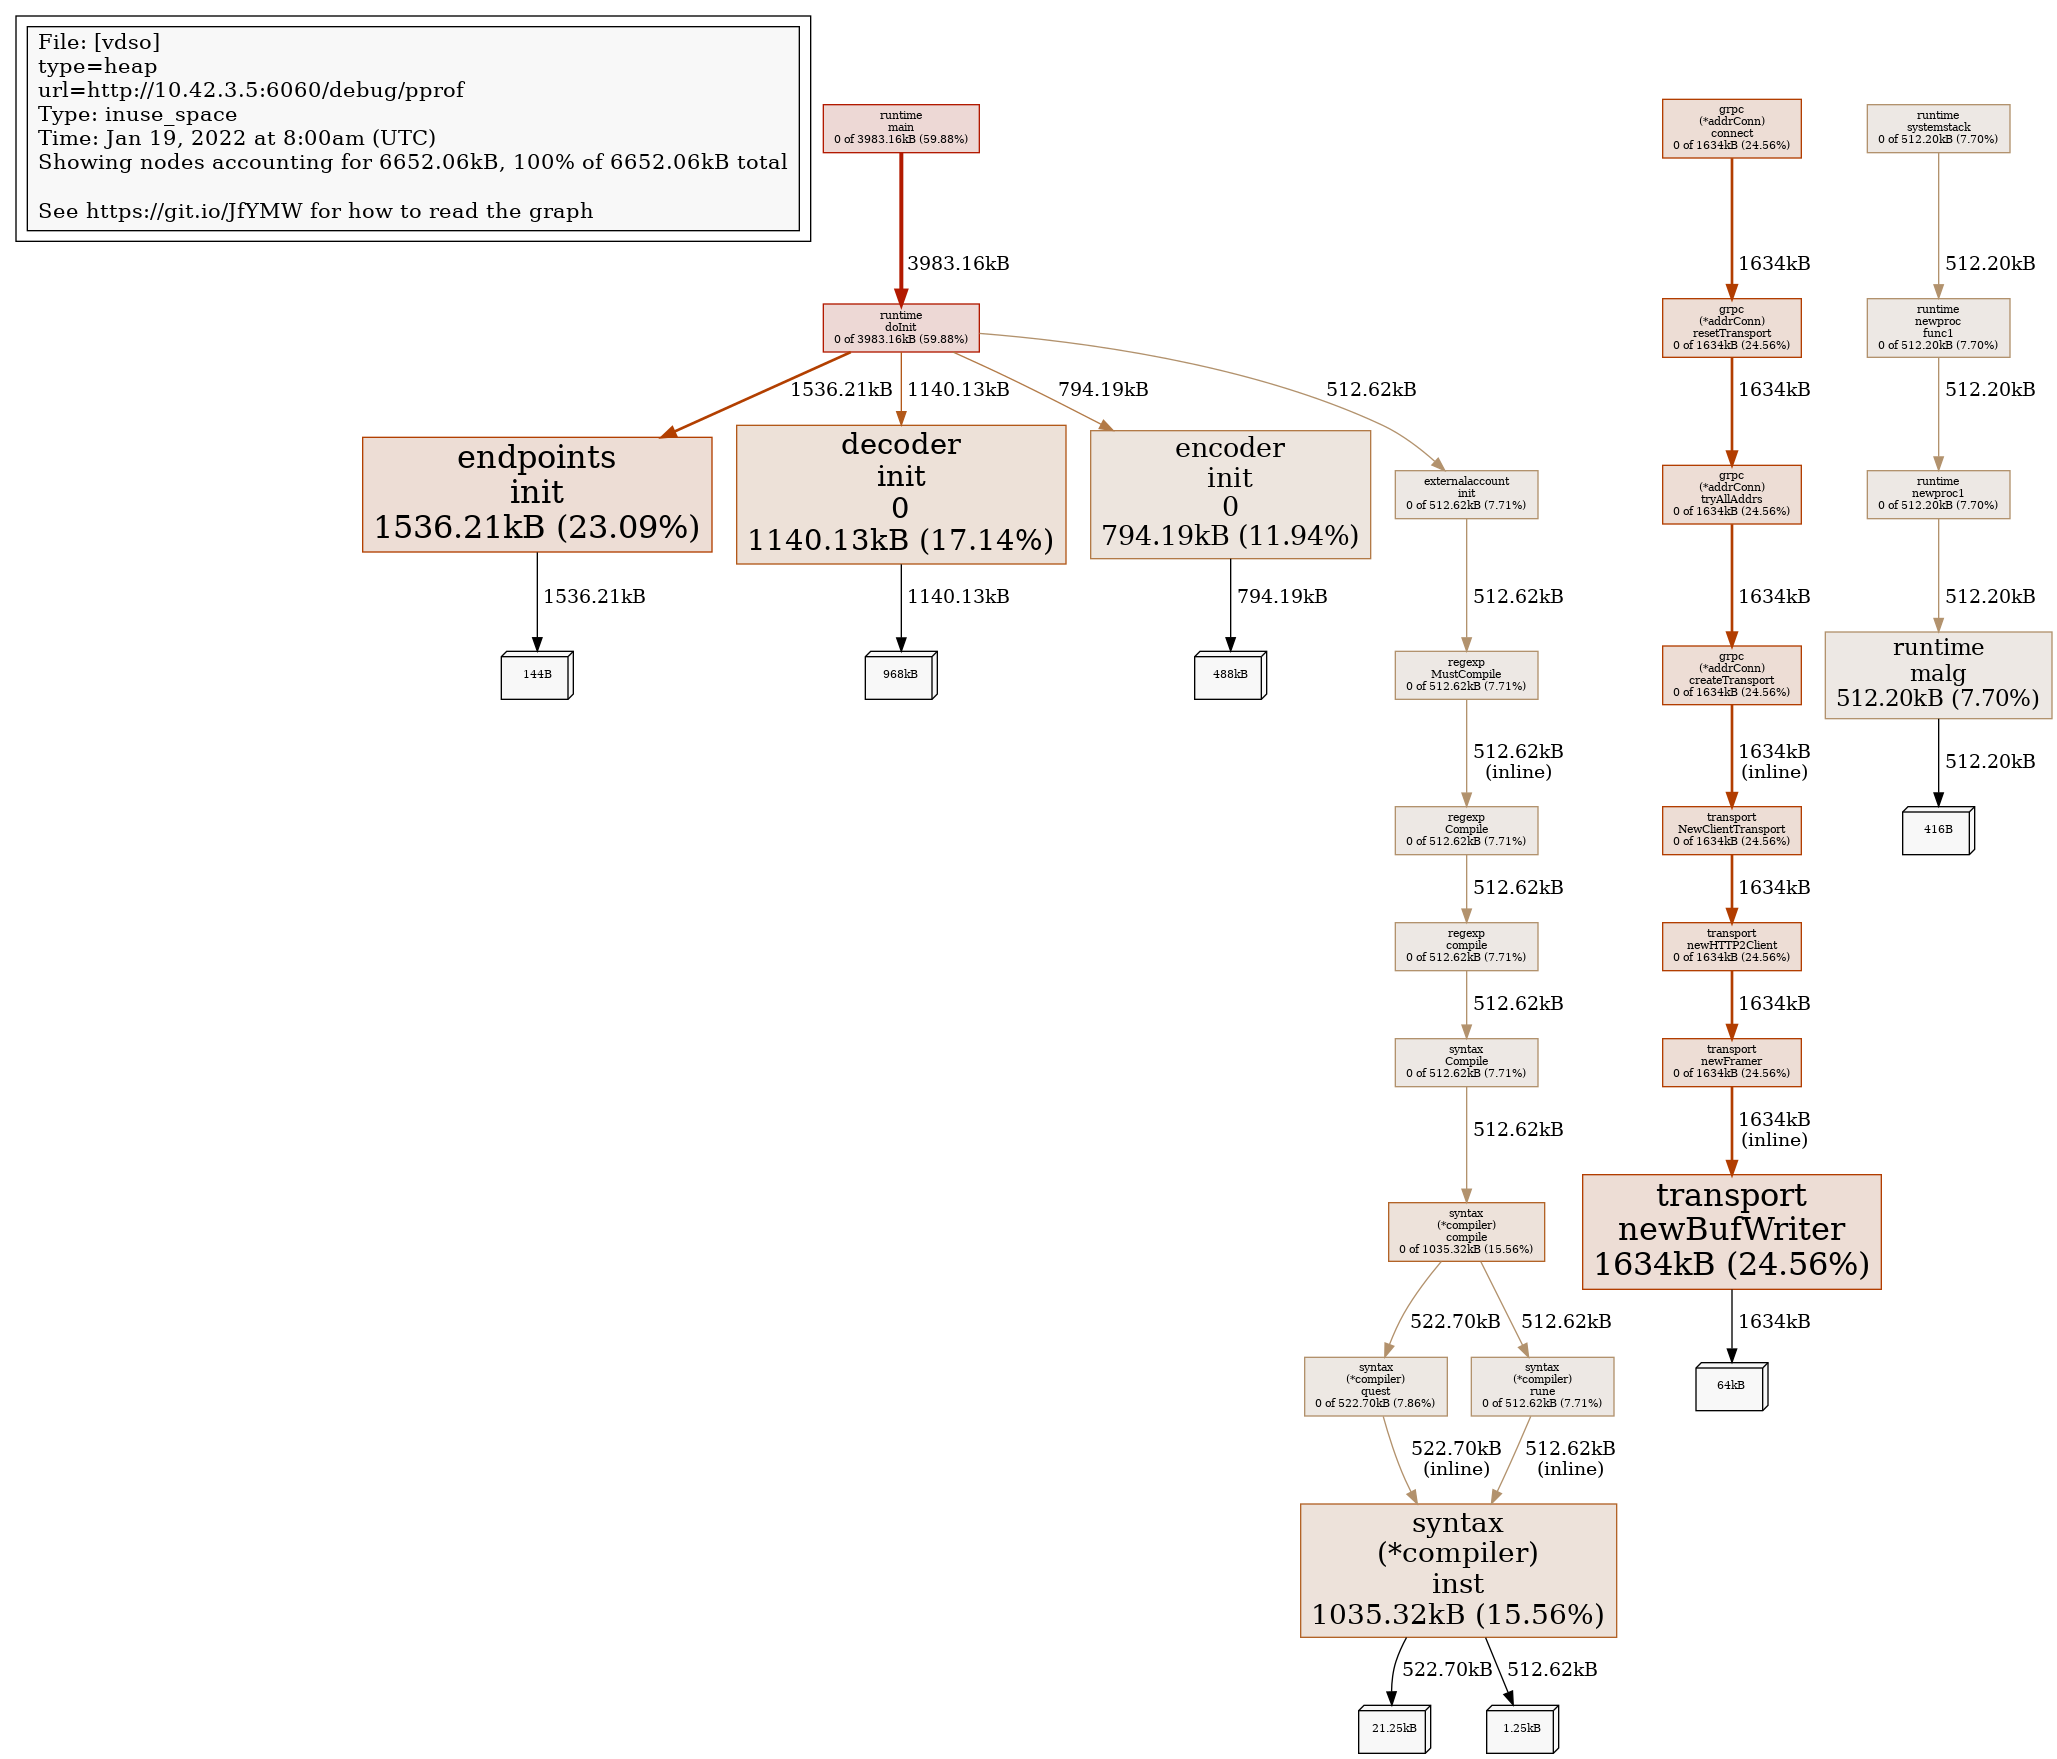 File: [vdso]
type=heap
url=http://10.42.3.5:6060/debug/pprof
Type: inuse_space
Time: Jan 19, 2022 at 8:00am (UTC)
Showing nodes accounting for 6652.06kB, 100% of 6652.06kB total
See https://git.io/JfYMW for how to read the graph
runtime
main
0 of 3983.16kB (59.88%)
grpc
(*addrConn)
connect
0 of 1634kB (24.56%)
runtime
systemstack
0 of 512.20kB (7.70%)
3983.16kB
1634kB
512.20kB
runtime
doInit
0 of 3983.16kB (59.88%)
grpc
(*addrConn)
resetTransport
0 of 1634kB (24.56%)
runtime
newproc
func1
0 of 512.20kB (7.70%)
1536.21kB
1140.13kB
794.19kB
512.62kB
1634kB
512.20kB
endpoints
init
1536.21kB (23.09%)
decoder
init
0
1140.13kB (17.14%)
encoder
init
0
794.19kB (11.94%)
externalaccount
init
0 of 512.62kB (7.71%)
grpc
(*addrConn)
tryAllAddrs
0 of 1634kB (24.56%)
runtime
newproc1
0 of 512.20kB (7.70%)
1536.21kB
1140.13kB
794.19kB
512.62kB
1634kB
512.20kB
144B
968kB
488kB
regexp
MustCompile
0 of 512.62kB (7.71%)
grpc
(*addrConn)
createTransport
0 of 1634kB (24.56%)
runtime
malg
512.20kB (7.70%)
512.62kB
(inline)
1634kB
(inline)
512.20kB
regexp
Compile
0 of 512.62kB (7.71%)
transport
NewClientTransport
0 of 1634kB (24.56%)
416B
512.62kB
1634kB
regexp
compile
0 of 512.62kB (7.71%)
transport
newHTTP2Client
0 of 1634kB (24.56%)
512.62kB
1634kB
syntax
Compile
0 of 512.62kB (7.71%)
transport
newFramer
0 of 1634kB (24.56%)
512.62kB
1634kB
(inline)
syntax
(*compiler)
compile
0 of 1035.32kB (15.56%)
transport
newBufWriter
1634kB (24.56%)
522.70kB
512.62kB
1634kB
syntax
(*compiler)
quest
0 of 522.70kB (7.86%)
syntax
(*compiler)
rune
0 of 512.62kB (7.71%)
64kB
522.70kB
(inline)
512.62kB
(inline)
syntax
(*compiler)
inst
1035.32kB (15.56%)
522.70kB
512.62kB
21.25kB
1.25kB